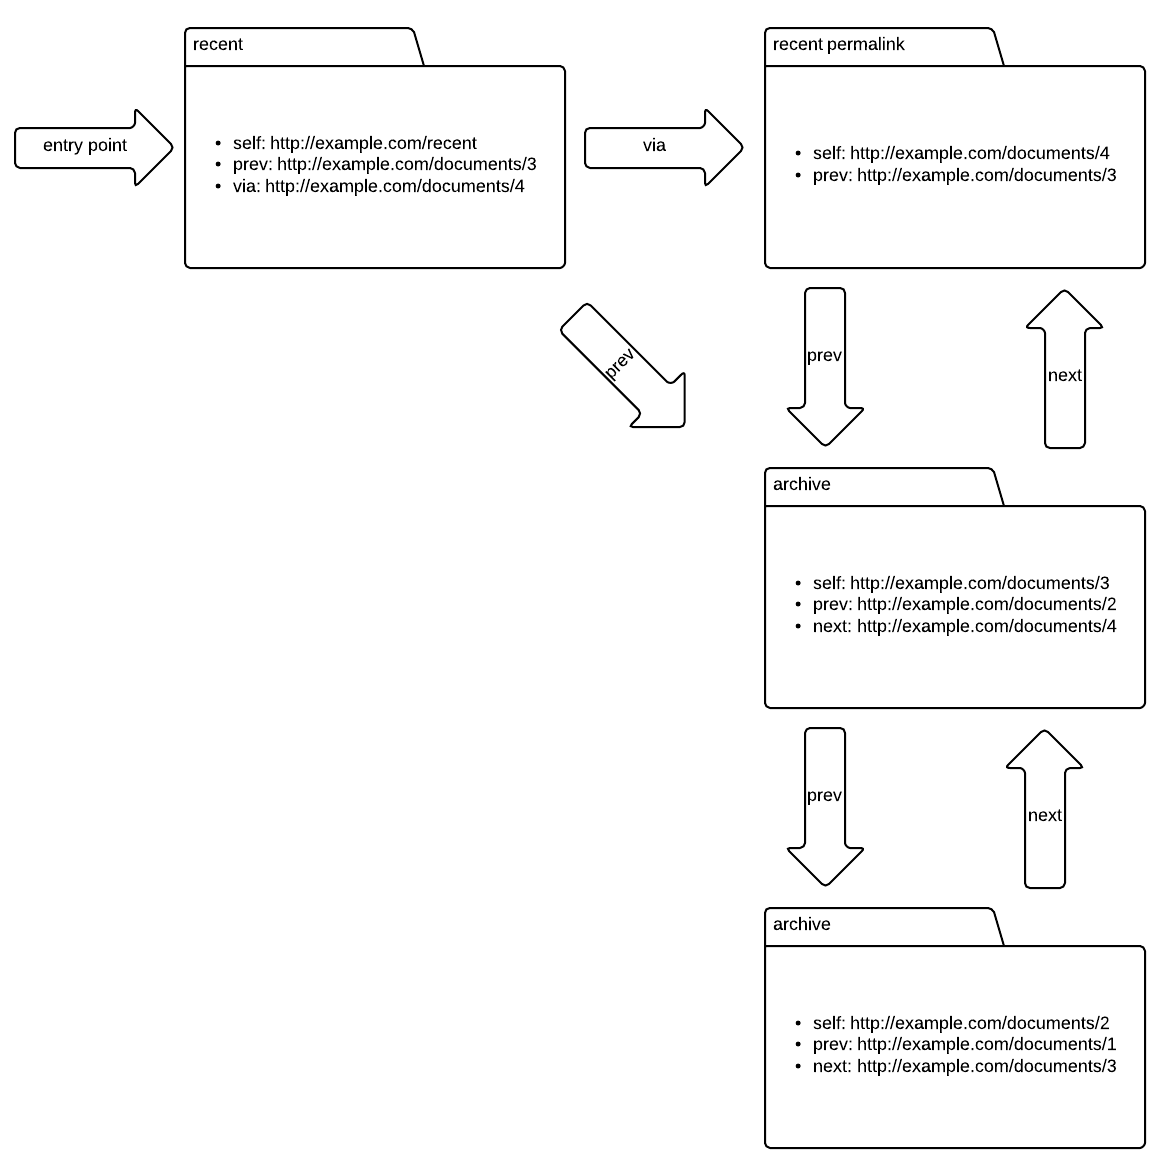 recent
recent permalink
entry point
• self: http://example.com/recent
• prev: http://example.com/documents/3
• via: http://example.com/documents/4
via
• self: http://example.com/documents/4
• prev: http://example.com/documents/3
prev
prev
next
archive
• self: http://example.com/documents/3
• prev: http://example.com/documents/2
• next: http://example.com/documents/4
prev
next
archive
• self: http://example.com/documents/2
• prev: http://example.com/documents/1
• next: http://example.com/documents/3